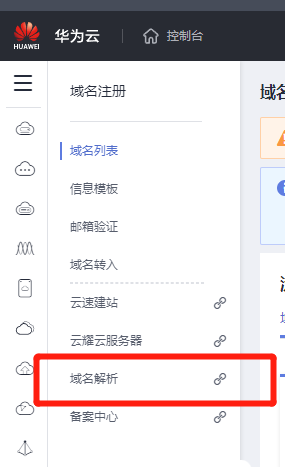 HUAWEI
华为云
控制台
域名注册
域名列表
信息模板
邮箱验证
域名转入
云速建站
云耀云服务器
域名解析
备案中心
域名